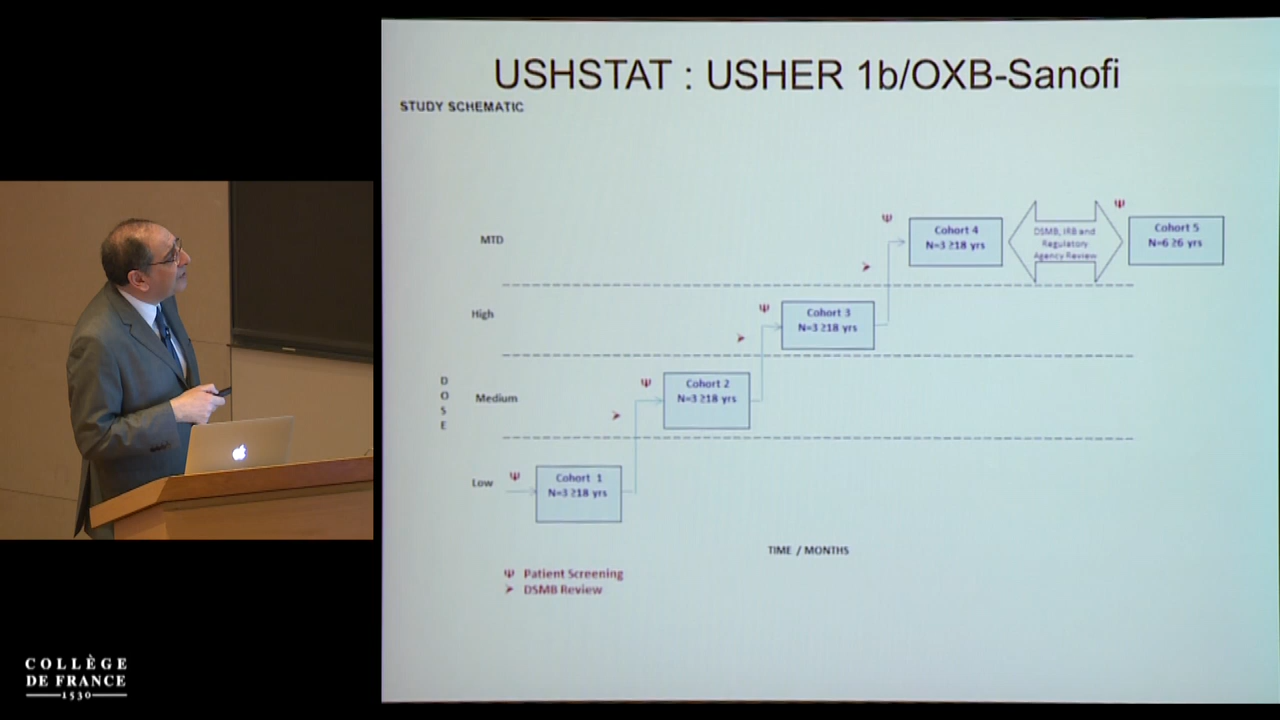 USHSTAT : USHER 1b/OXB-Sanofi
STUDY SCHEMATIC
MTD
Cohort 4
N=3 ≥18 yrs
DSMB, IRB and
Regulatory
Agency Review
Cohort 5
N=6 ≥6 yrs
High
Cohort 3
N=3 ≥18 yrs
DOSE
Medium
Cohort 2
N=3 ≥18 yrs
Low
Cohort 1
N=3 ≥18 yrs
TIME / MONTHS
Ψ Patient Screening
➤ DSMB Review
COLLÈGE
DE FRANCE
1530